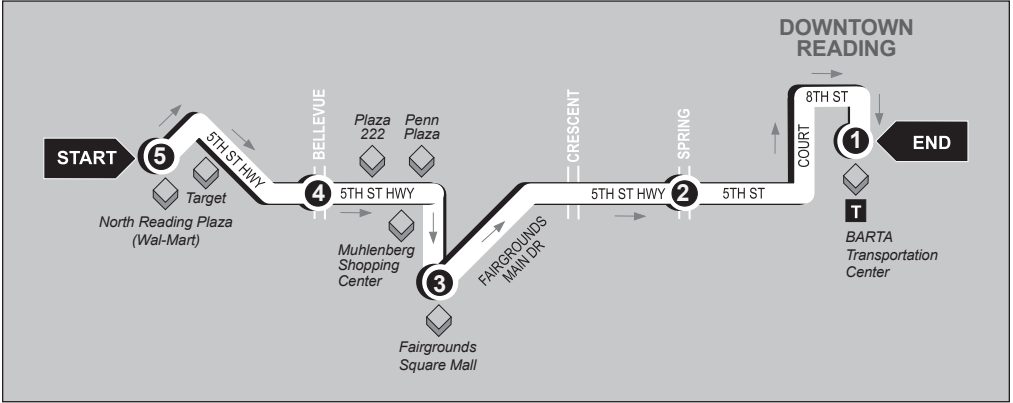 DOWNTOWN
READING
8TH ST
START
5
5TH ST HWY
Target
North Reading Plaza
(Wal-Mart)
BELLEVUE
4
Plaza
222
Penn
Plaza
5TH ST HWY
Muhlenberg
Shopping
Center
3
Fairgrounds
Square Mall
FAIRGROUNDS
MAIN DR
CRESCENT
5TH ST HWY
SPRING
2
5TH ST
COURT
1
END
T
BARTA
Transportation
Center